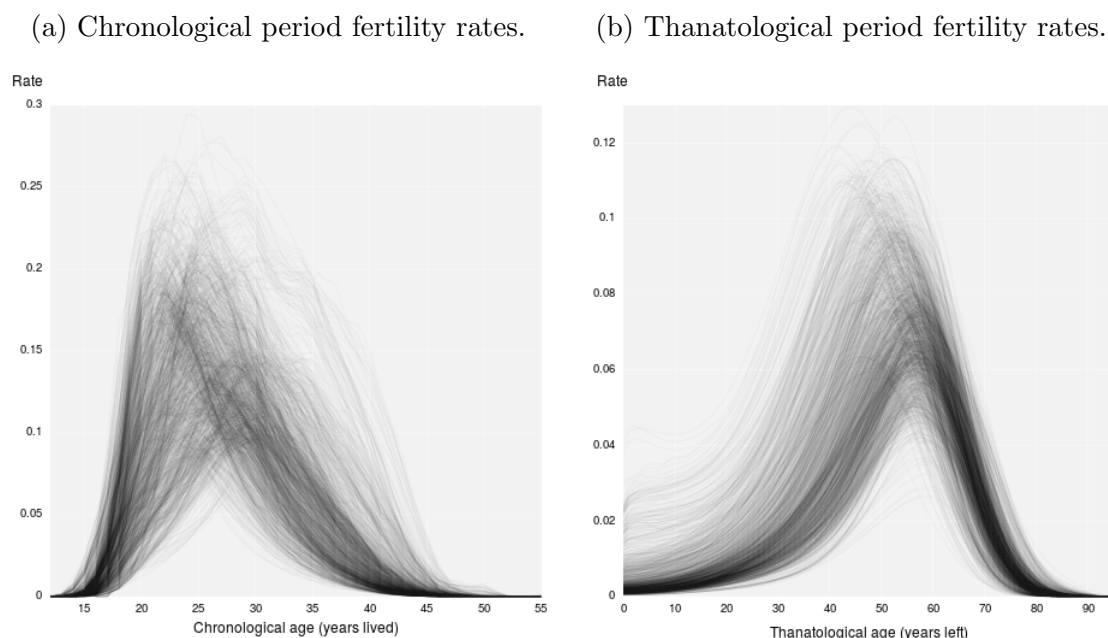 (a) Chronological period fertility rates.
Rate
0.3
0.25
0.2
0.15
0.1
0.05
0
15 20 25 30 35 40 45 50 55
Chronological age (years lived)
(b) Thanatological period fertility rates.
Rate
0.12
0.1
0.08
0.06
0.04
0.02
0
0 10 20 30 40 50 60 70 80 90
Thanatological age (years left)